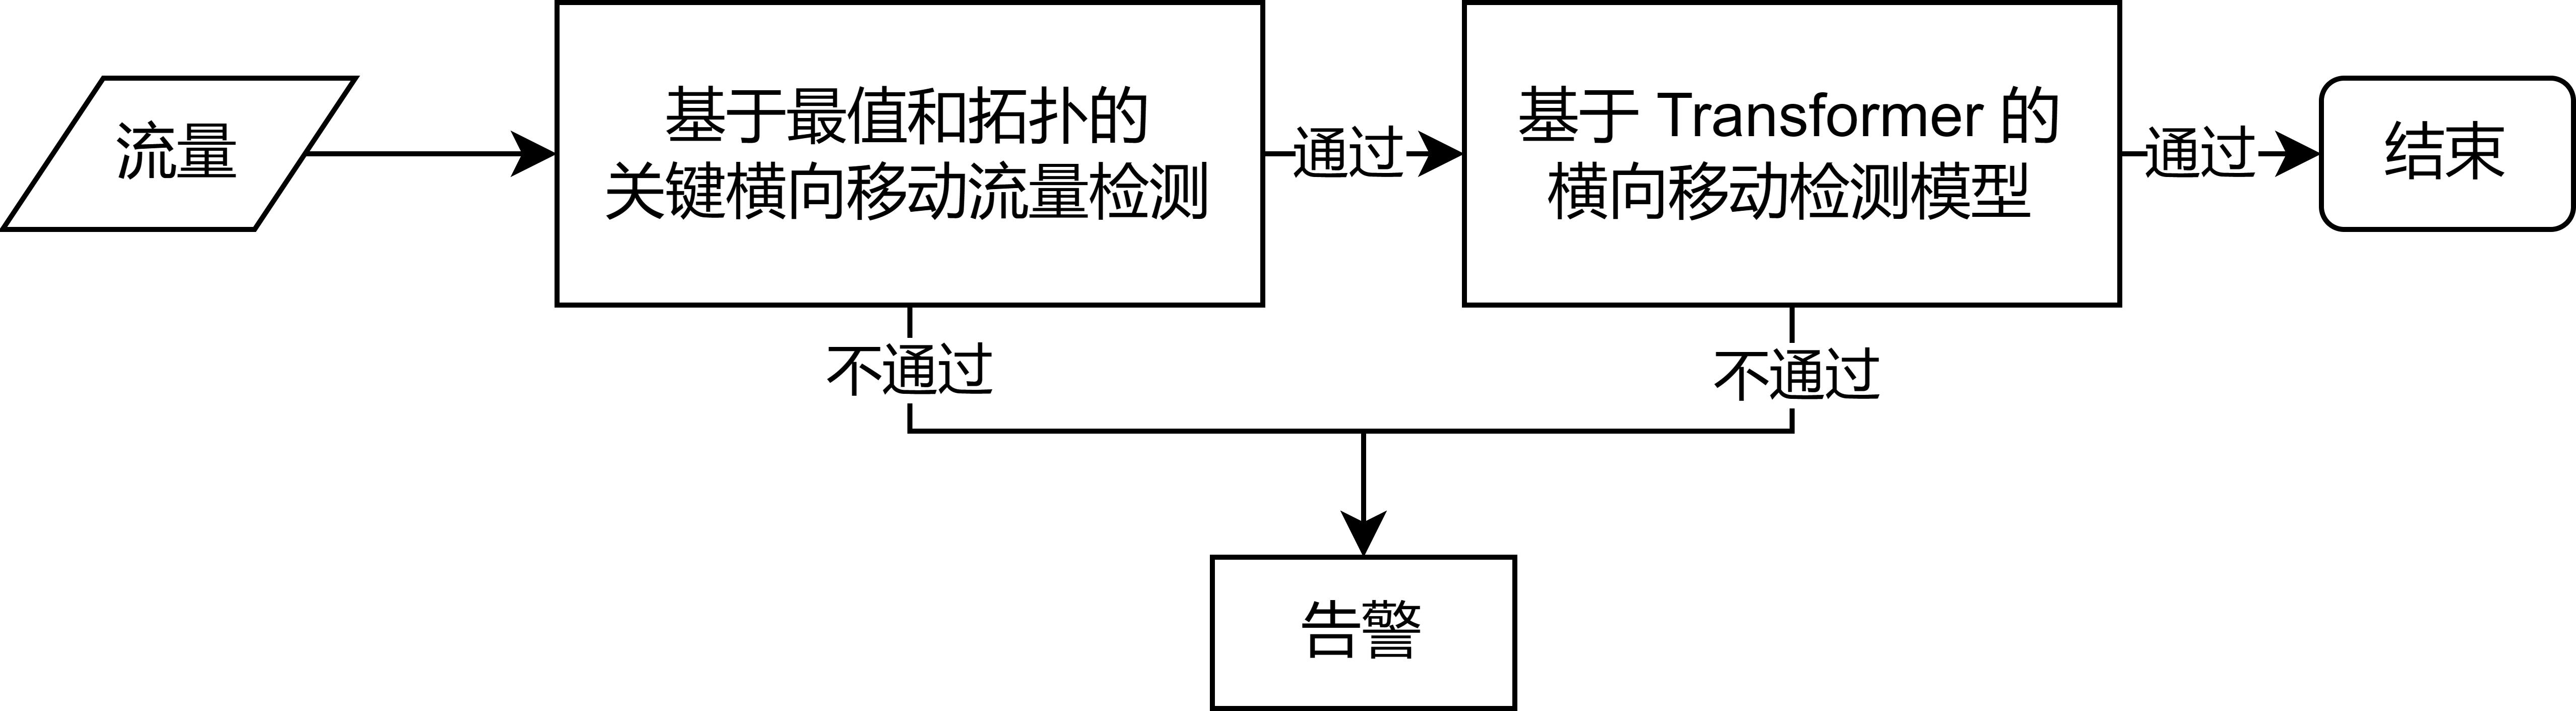 流量
基于最值和拓扑的
关键横向移动流量检测
通过
基于 Transformer 的
横向移动检测模型
通过
结束
不通过
不通过
告警